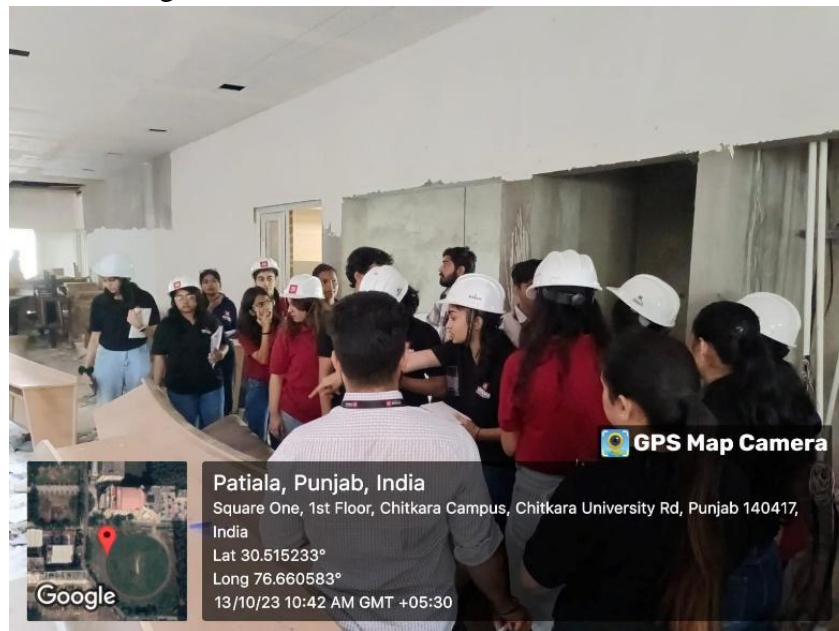 GPS Map Camera
Patiala, Punjab, India
Square One, 1st Floor, Chitkara Campus, Chitkara University Rd, Punjab 140417,
India
Lat 30.515233°
Long 76.660583°
13/10/23 10:42 AM GMT +05:30
Google